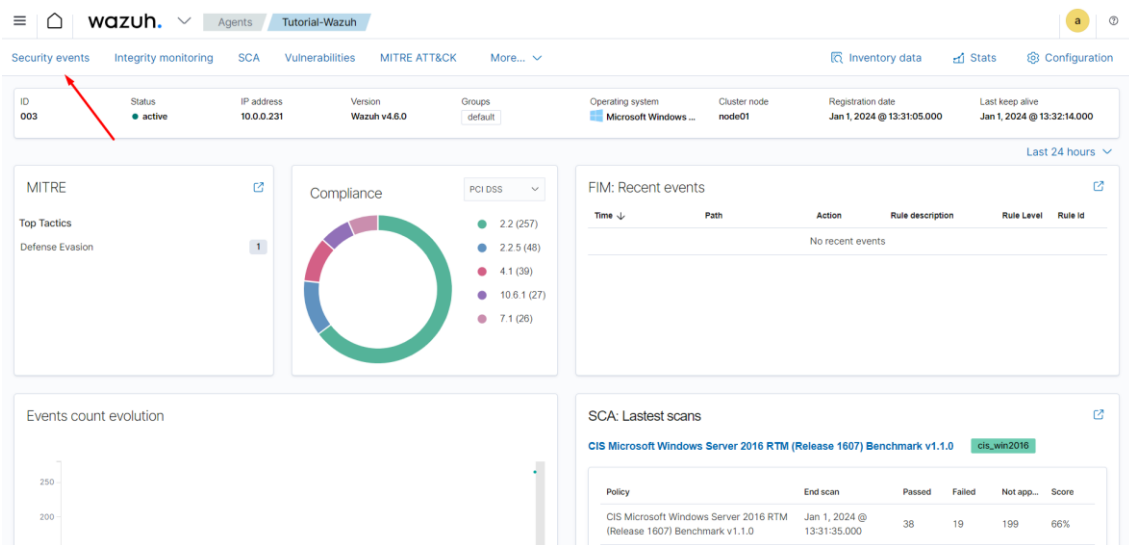 wazuh. Agents Tutorial-Wazuh a
Security events Integrity monitoring SCA Vulnerabilities MITRE ATT&CK More... Inventory data Stats Configuration
ID Status IP address Version Groups Operating system Cluster node Registration date Last keep alive
003 active 10.0.0.231 Wazuh v4.6.0 default Microsoft Windows ... node01 Jan 1, 2024 @ 13:31:05.000 Jan 1, 2024 @ 13:32:14.000
Last 24 hours
MITRE
Top Tactics
Defense Evasion 1
Compliance PCI DSS
2.2 (257)
2.2.5 (48)
4.1 (39)
10.6.1 (27)
7.1 (26)
FIM: Recent events
Time Path Action Rule description Rule Level Rule Id
No recent events
Events count evolution
250
200
SCA: Lastest scans
CIS Microsoft Windows Server 2016 RTM (Release 1607) Benchmark v1.1.0 cis_win2016
Policy End scan Passed Failed Not app... Score
CIS Microsoft Windows Server 2016 RTM Jan 1, 2024 @ 38 19 199 66%
(Release 1607) Benchmark v1.1.0 13:31:35.000